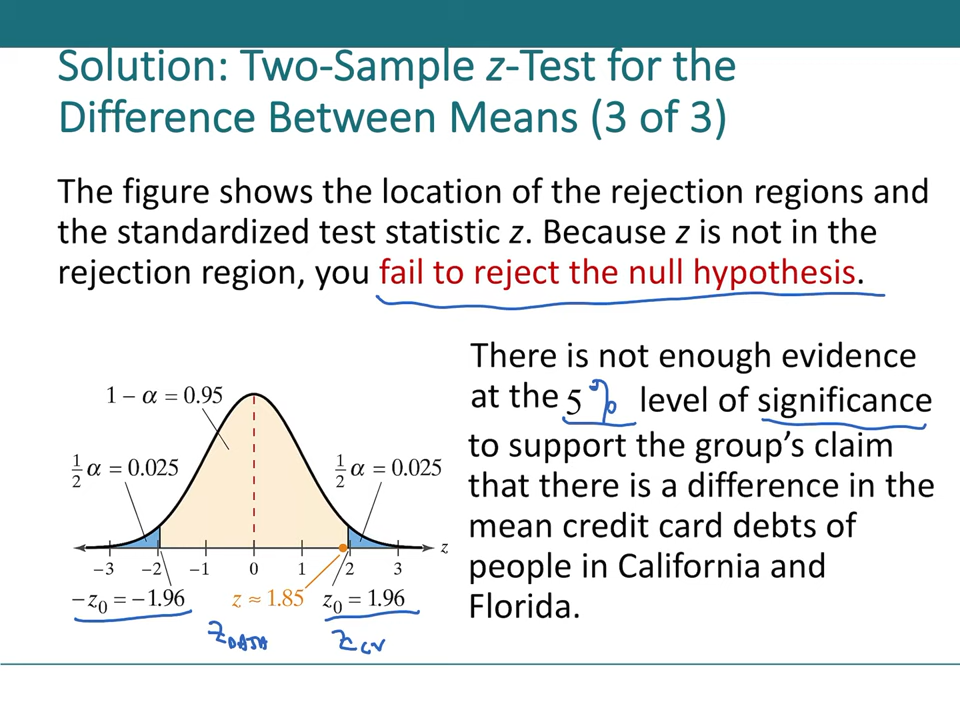 Solution: Two-Sample z-Test for the
Difference Between Means (3 of 3)
The figure shows the location of the rejection regions and
the standardized test statistic z. Because z is not in the
rejection region, you fail to reject the null hypothesis.
There is not enough evidence
at the 5 % level of significance
to support the group's claim
that there is a difference in the
mean credit card debts of
people in California and
Florida.
1 − α = 0.95
½α = 0.025
½α = 0.025
−3 −2 −1 0 1 2 3 z
−z₀ = −1.96 z ≈ 1.85 z₀ = 1.96
Z DATA Z CV